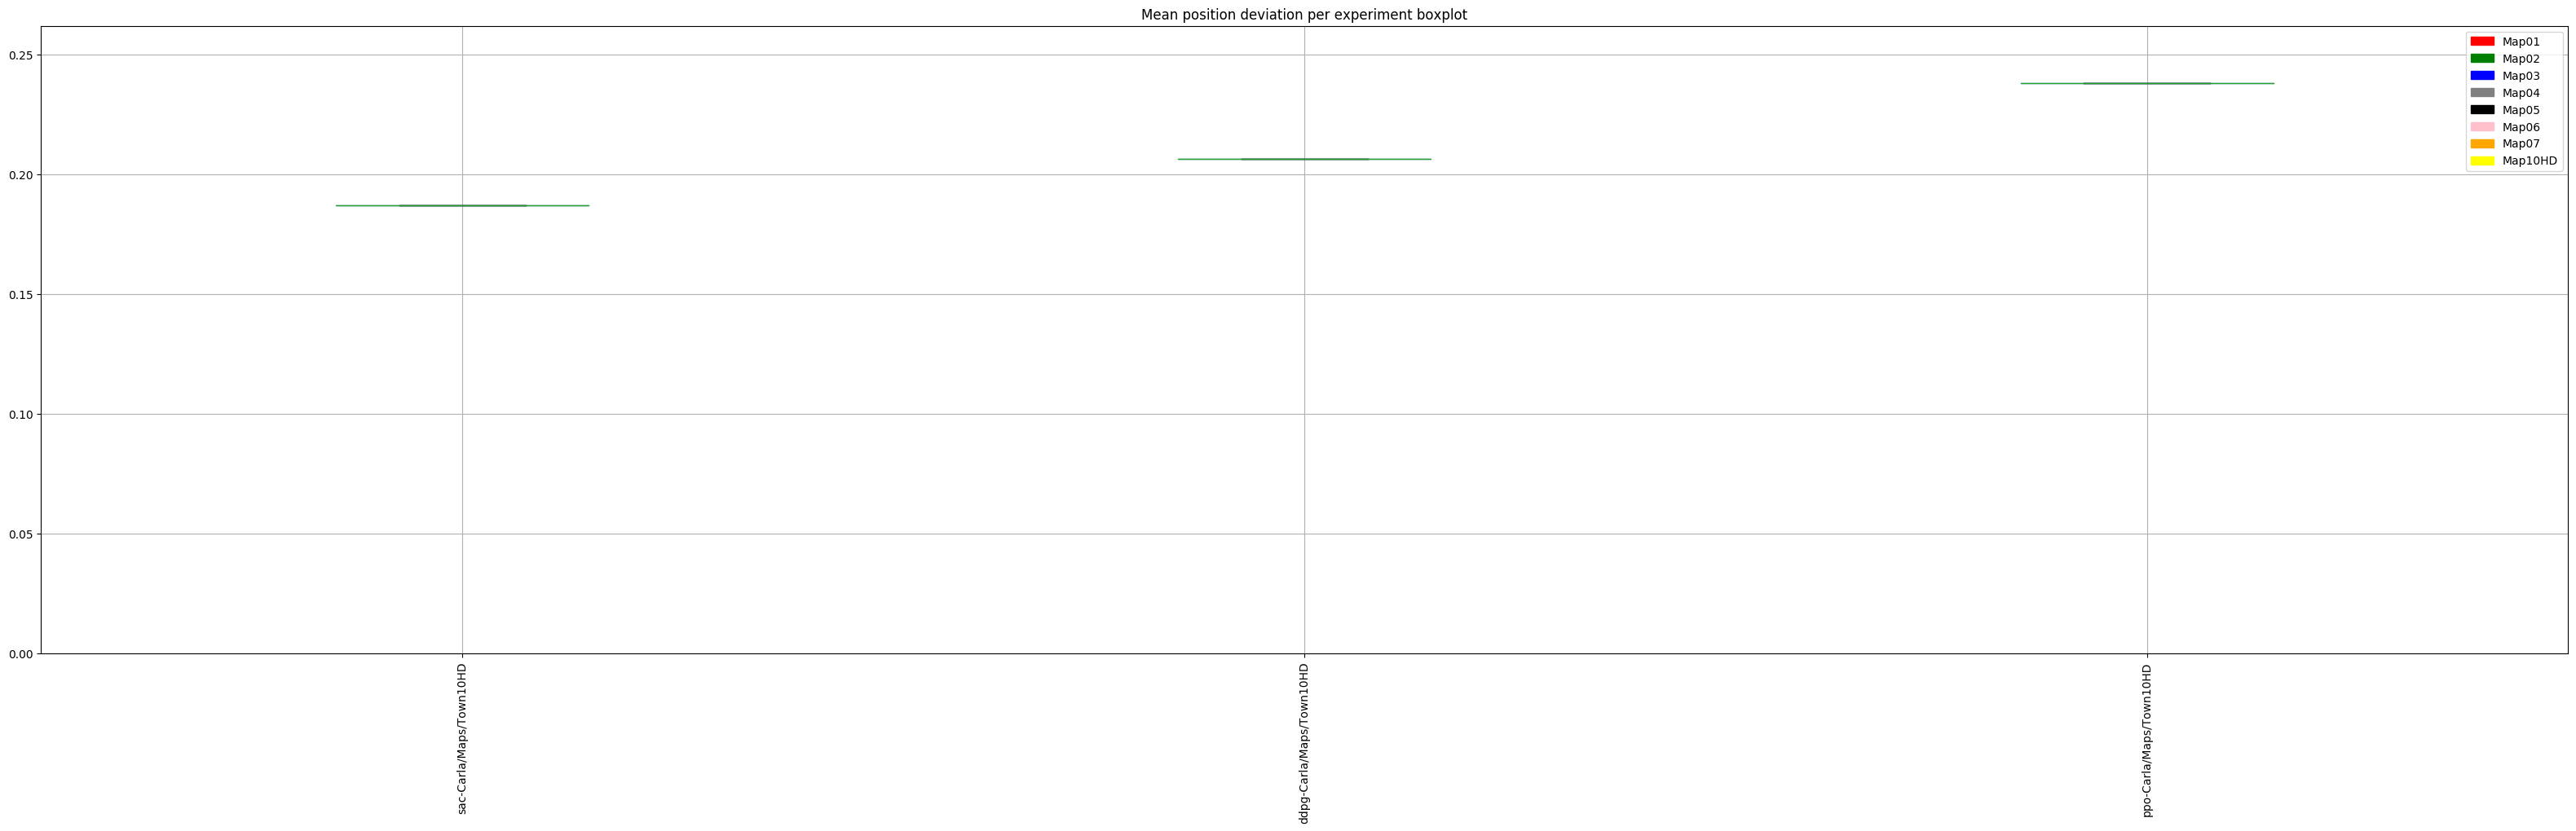 Mean position deviation per experiment boxplot
0.25
0.20
0.15
0.10
0.05
0.00
Map01
Map02
Map03
Map04
Map05
Map06
Map07
Map10HD
sac-Carla/Maps/Town10HD
ddpg-Carla/Maps/Town10HD
ppo-Carla/Maps/Town10HD